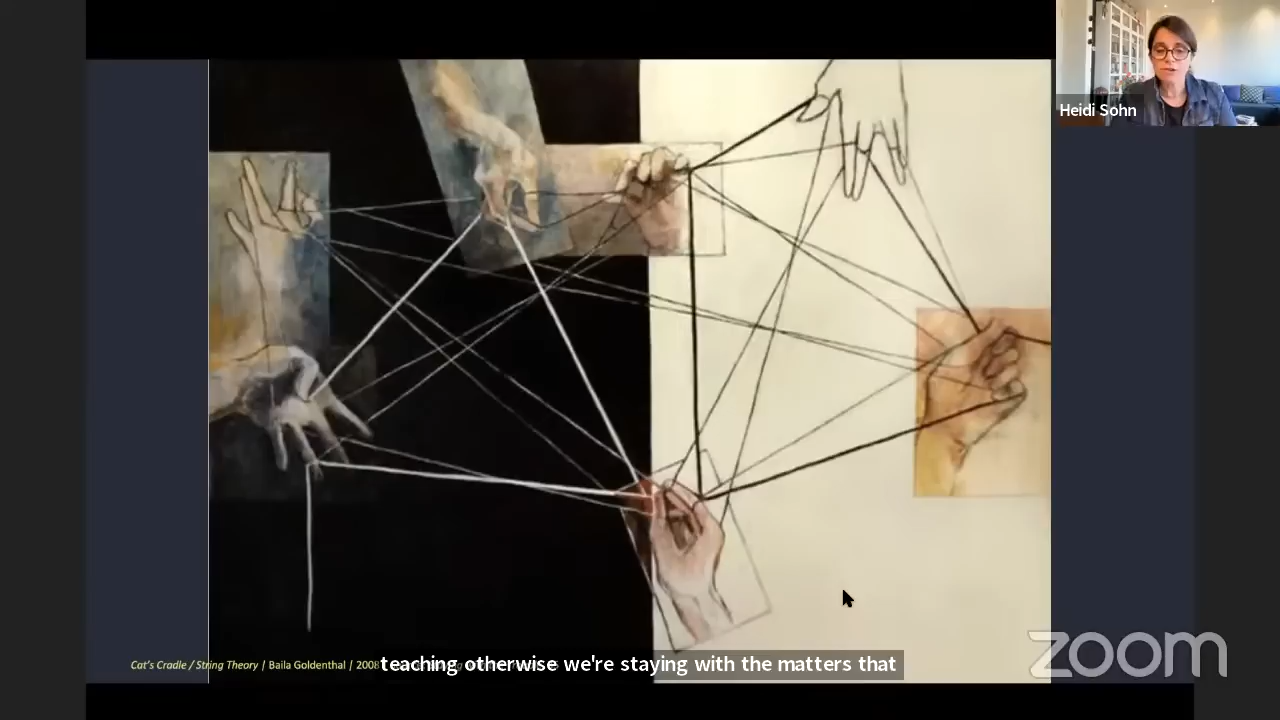 Heidi Sohn
Cat's Cradle / String Theory | Baila Goldenthal | 2008
teaching otherwise we're staying with the matters that
zoom